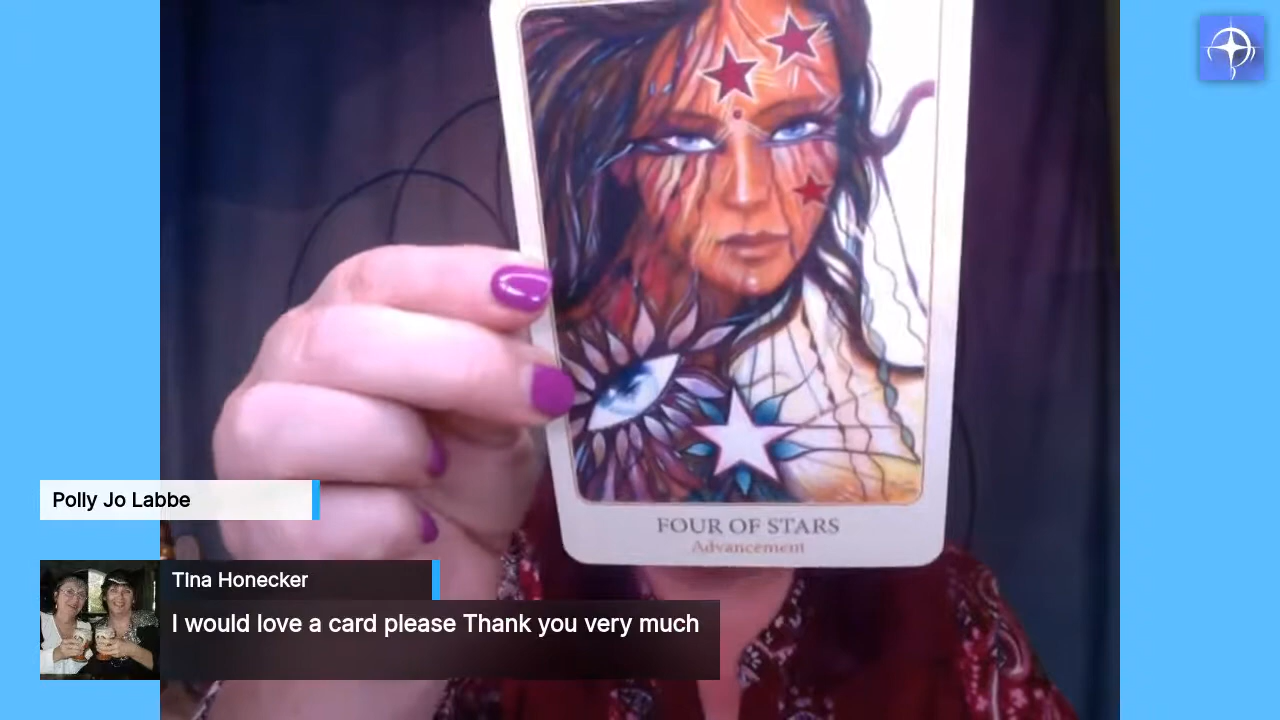 FOUR OF STARS
Advancement
Polly Jo Labbe
Tina Honecker
I would love a card please Thank you very much